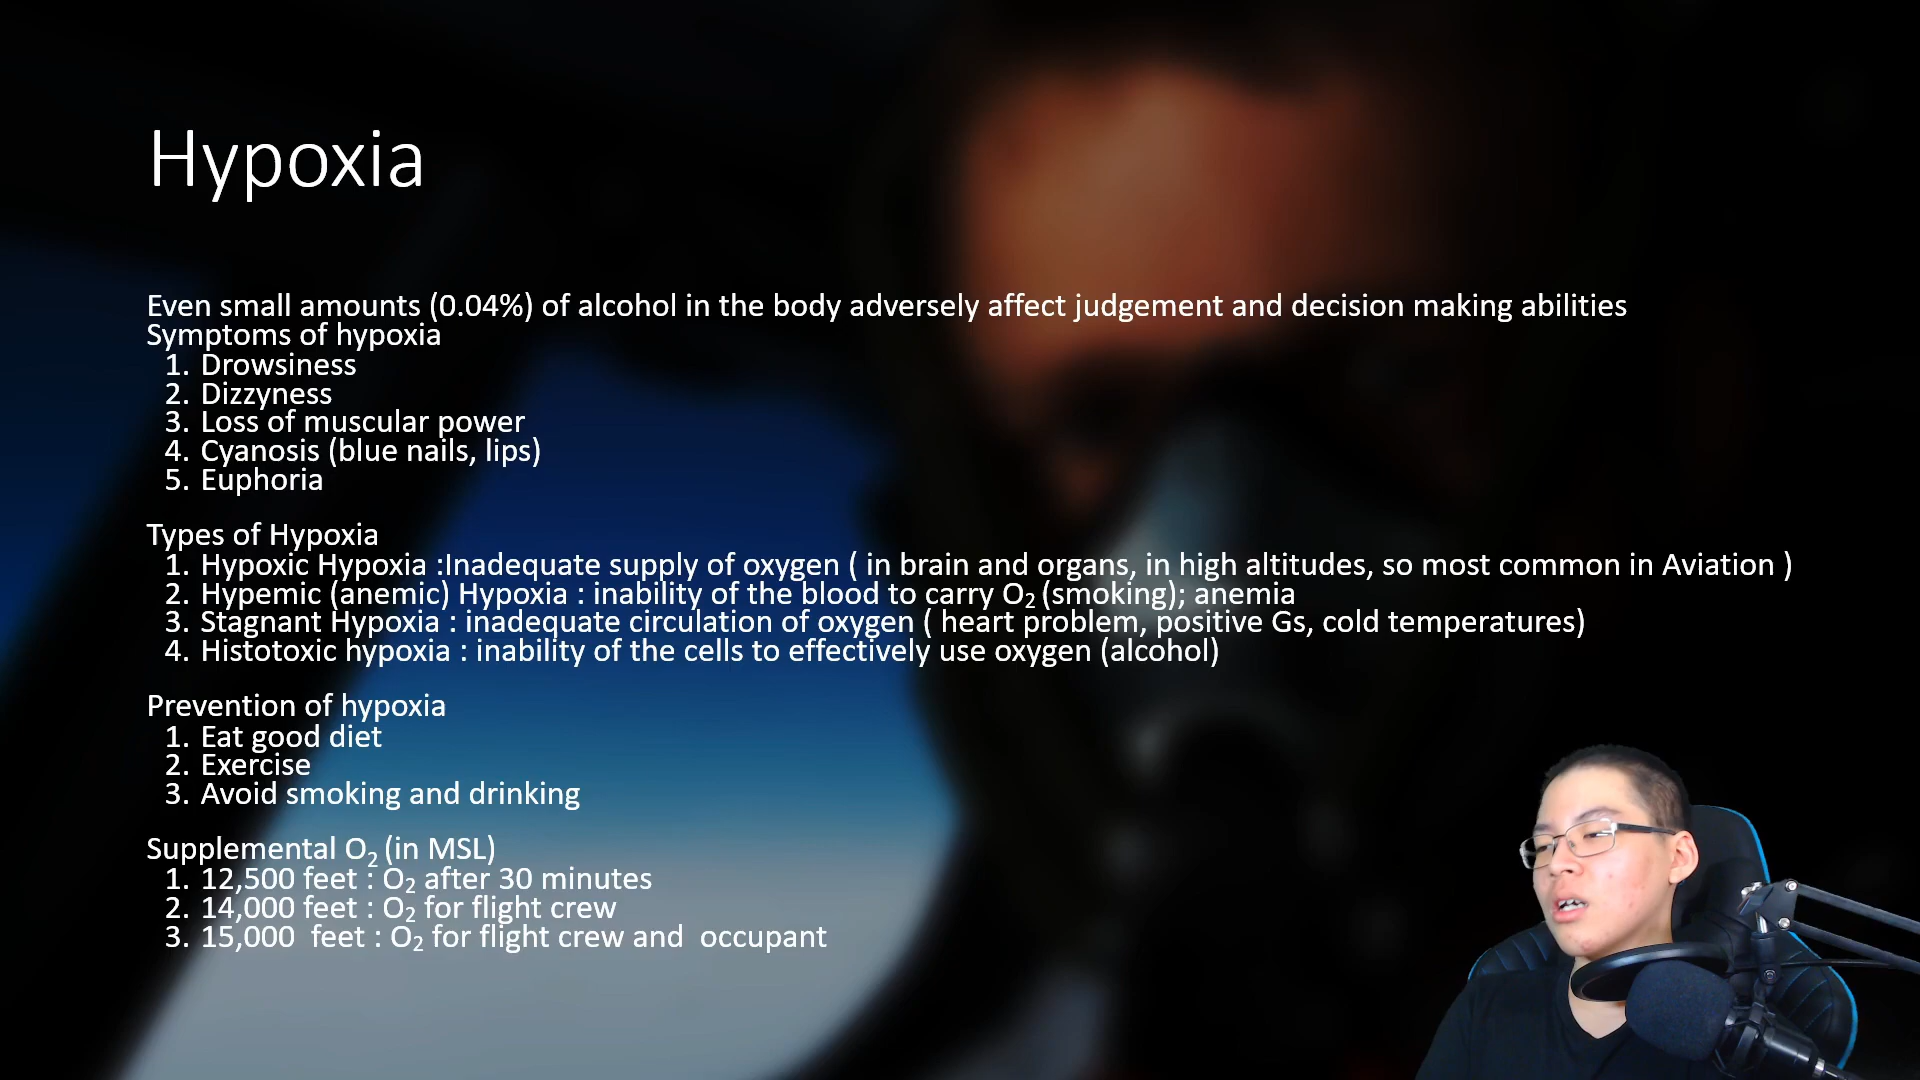 Hypoxia
Even small amounts (0.04%) of alcohol in the body adversely affect judgement and decision making abilities
Symptoms of hypoxia
1. Drowsiness
2. Dizzyness
3. Loss of muscular power
4. Cyanosis (blue nails, lips)
5. Euphoria
Types of Hypoxia
1. Hypoxic Hypoxia :Inadequate supply of oxygen ( in brain and organs, in high altitudes, so most common in Aviation )
2. Hypemic (anemic) Hypoxia : inability of the blood to carry O₂ (smoking); anemia
3. Stagnant Hypoxia : inadequate circulation of oxygen ( heart problem, positive Gs, cold temperatures)
4. Histotoxic hypoxia : inability of the cells to effectively use oxygen (alcohol)
Prevention of hypoxia
1. Eat good diet
2. Exercise
3. Avoid smoking and drinking
Supplemental O₂ (in MSL)
1. 12,500 feet : O₂ after 30 minutes
2. 14,000 feet : O₂ for flight crew
3. 15,000 feet : O₂ for flight crew and occupant